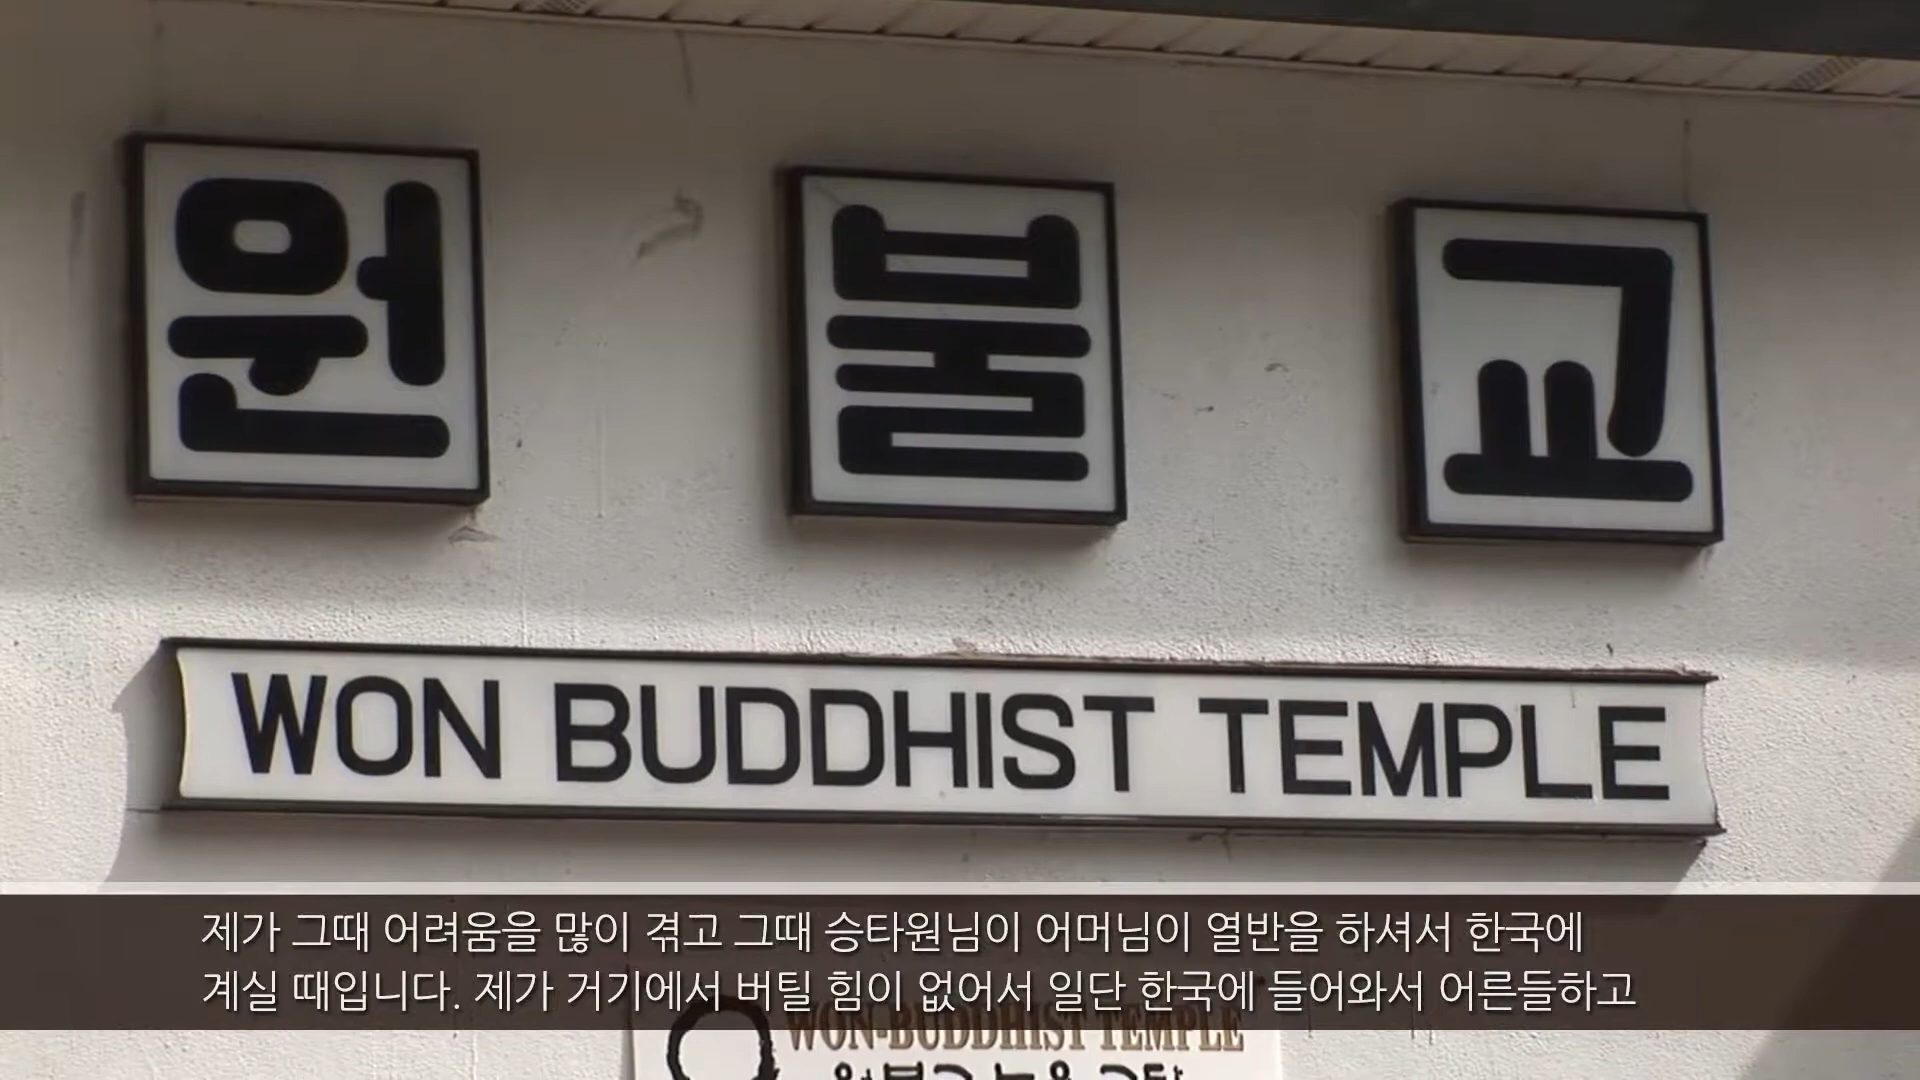 원불교
WON BUDDHIST TEMPLE
제가 그때 어려움을 많이 겪고 그때 승타원님이 어머님이 열반을 하셔서 한국에
계실 때입니다. 제가 거기에서 버틸 힘이 없어서 일단 한국에 들어와서 어른들하고
WON-BUDDHIST TEMPLE